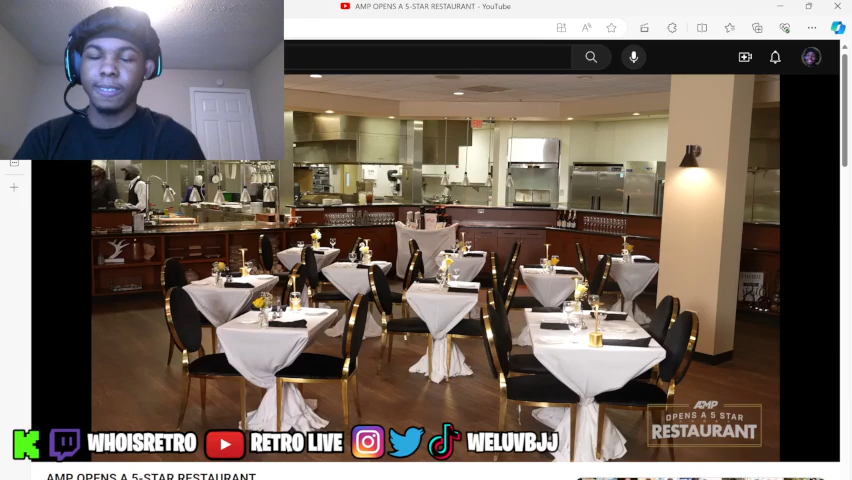 AMP OPENS A 5-STAR RESTAURANT - YouTube
AMP
OPENS A 5 STAR
RESTAURANT
WHOISRETRO RETRO LIVE WELUVBJJ
AMP OPENS A 5-STAR RESTAURANT